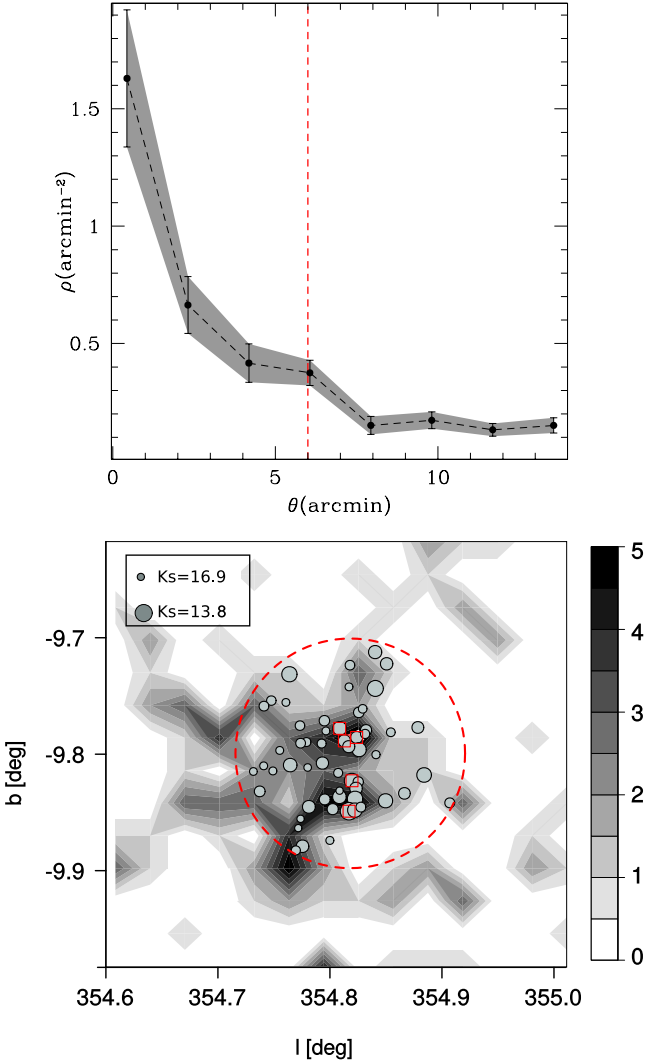 1.5
1
0.5
ρ(arcmin⁻²)
0 5 10
θ(arcmin)
Ks=16.9
Ks=13.8
-9.7
-9.8
-9.9
b [deg]
354.6 354.7 354.8 354.9 355.0
l [deg]
5
4
3
2
1
0